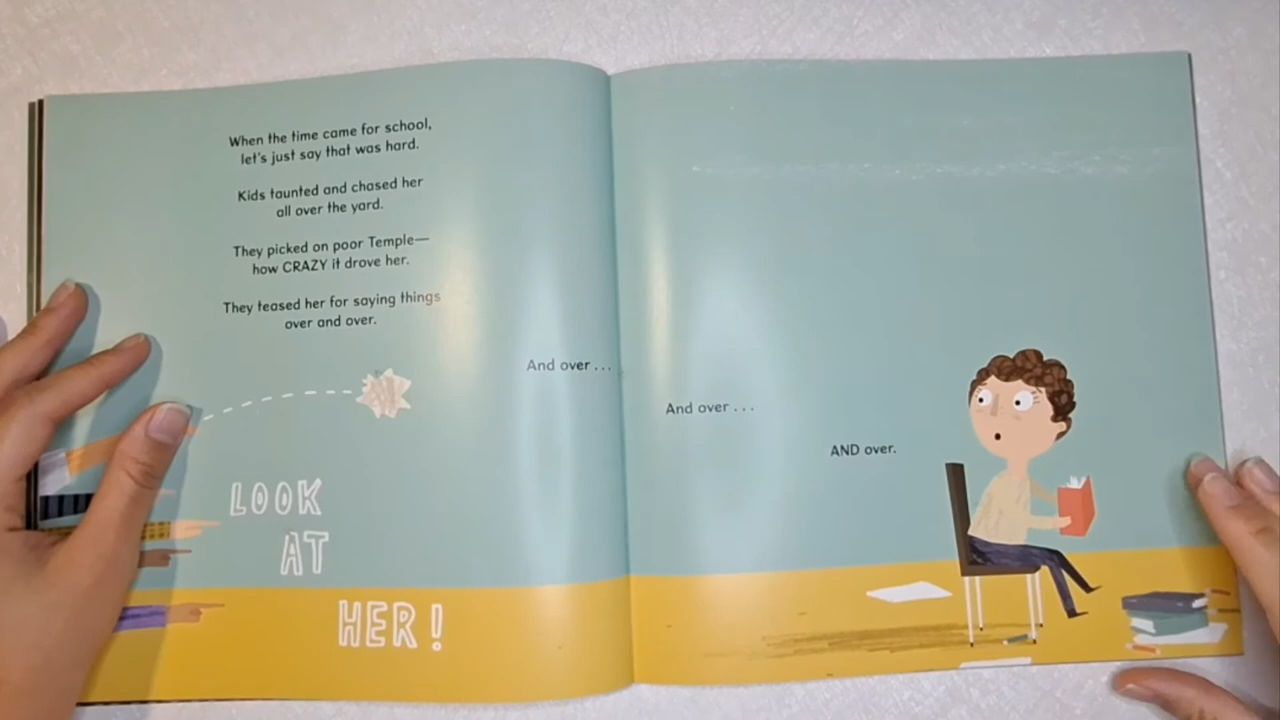 When the time came for school,
let's just say that was hard.
Kids taunted and chased her
all over the yard.
They picked on poor Temple—
how CRAZY it drove her.
They teased her for saying things
over and over.
And over . . .
And over . . .
AND over.
LOOK
AT
HER!